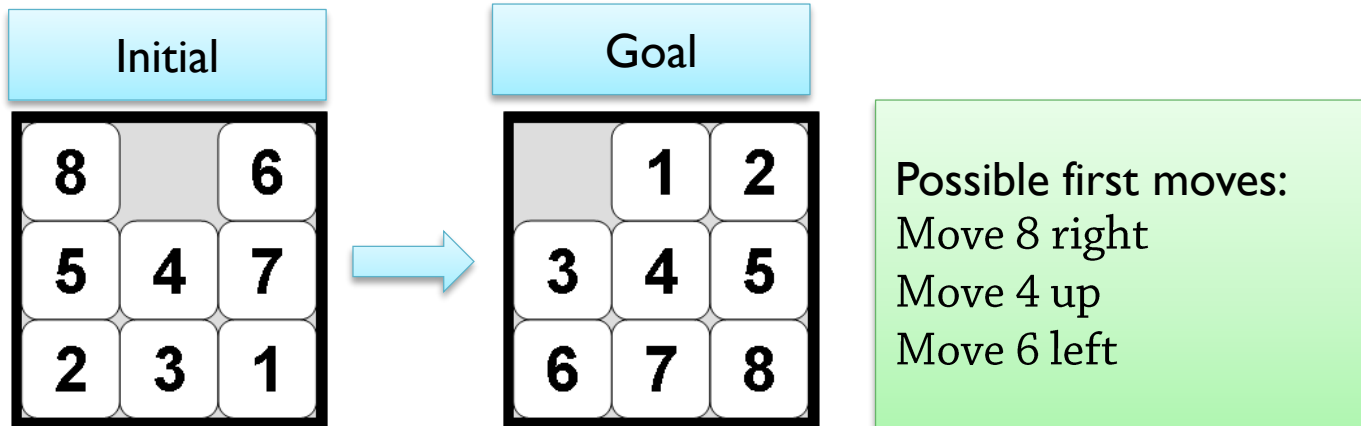 Initial
Goal
8 6
5 4 7
2 3 1
1 2
3 4 5
6 7 8
Possible first moves:
Move 8 right
Move 4 up
Move 6 left